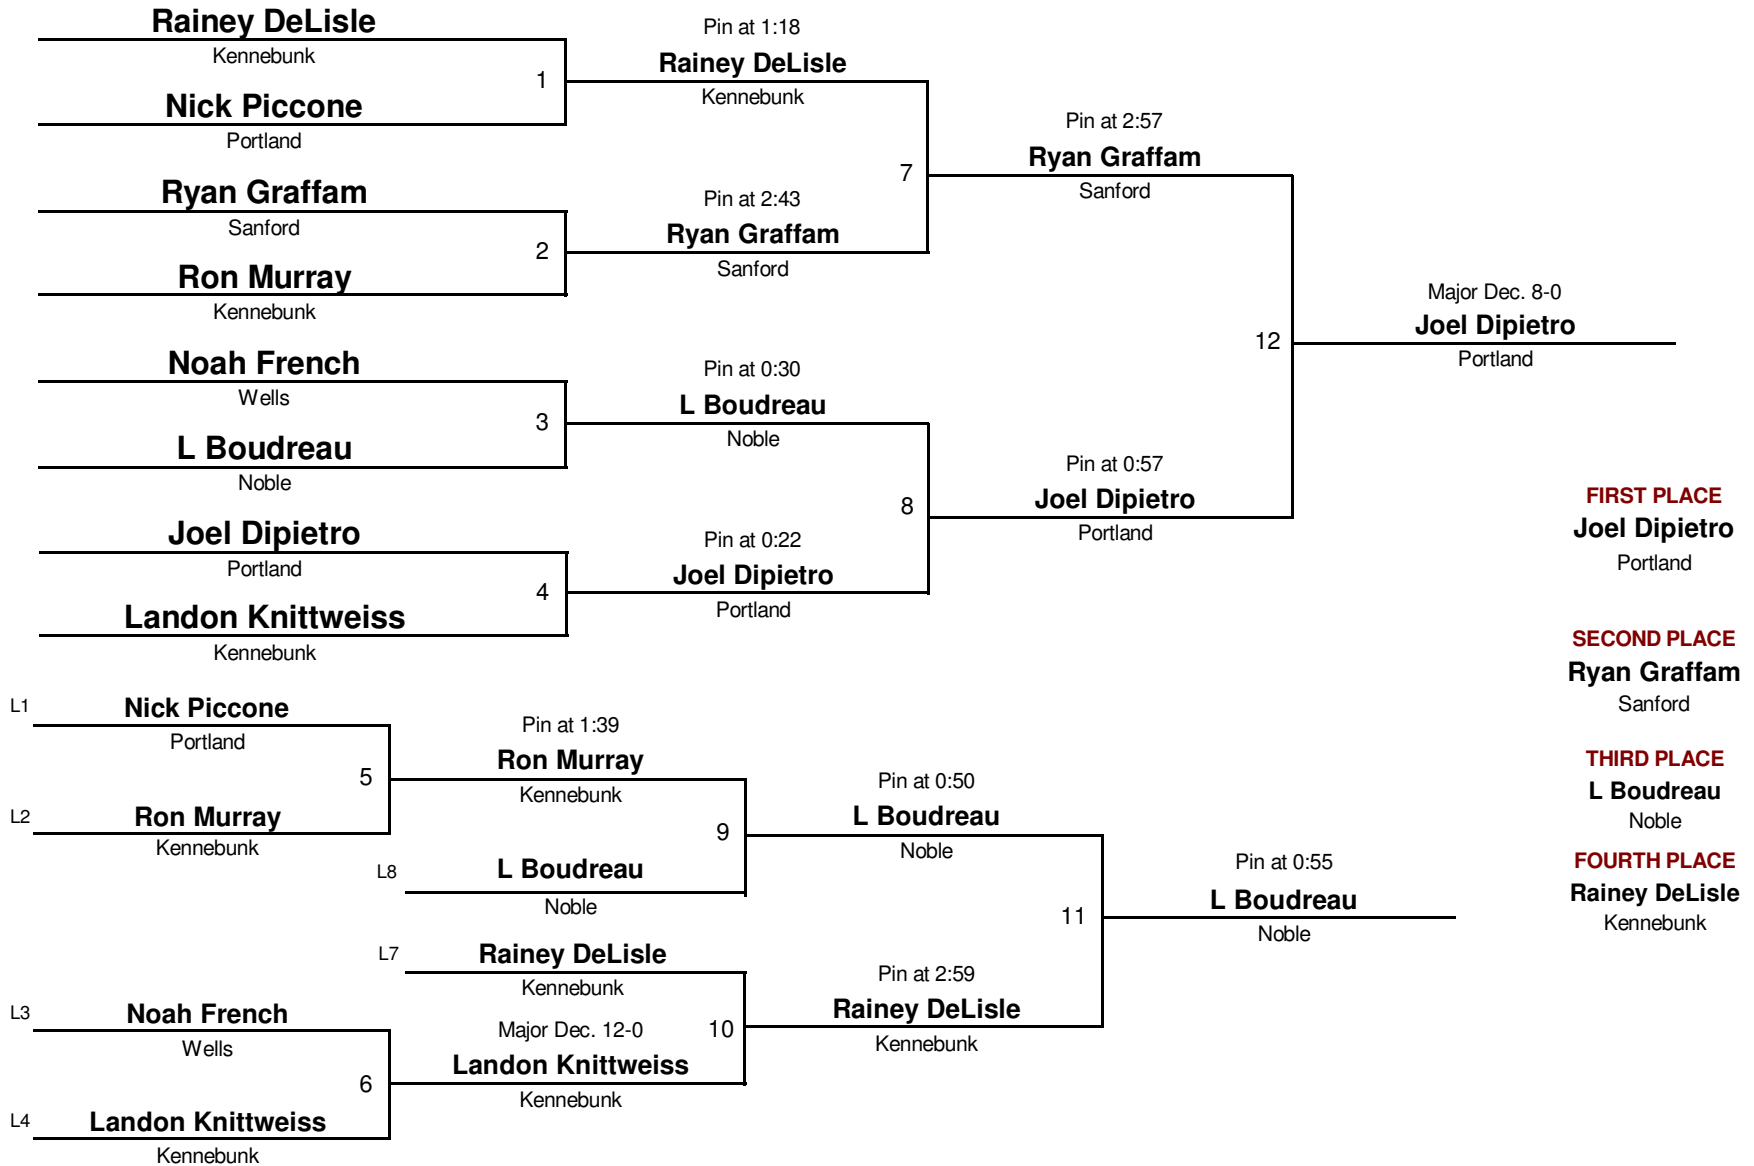 Rainey DeLisle
Kennebunk
1
Nick Piccone
Portland
Pin at 1:18
Rainey DeLisle
Kennebunk
Ryan Graffam
Sanford
2
Ron Murray
Kennebunk
Pin at 2:43
Ryan Graffam
Sanford
7
Pin at 2:57
Ryan Graffam
Sanford
Noah French
Wells
3
L Boudreau
Noble
Pin at 0:30
L Boudreau
Noble
Joel Dipietro
Portland
4
Landon Knittweiss
Kennebunk
Pin at 0:22
Joel Dipietro
Portland
8
Pin at 0:57
Joel Dipietro
Portland
12
Major Dec. 8-0
Joel Dipietro
Portland
FIRST PLACE
Joel Dipietro
Portland
SECOND PLACE
Ryan Graffam
Sanford
THIRD PLACE
L Boudreau
Noble
FOURTH PLACE
Rainey DeLisle
Kennebunk
L1
Nick Piccone
Portland
5
L2
Ron Murray
Kennebunk
Pin at 1:39
Ron Murray
Kennebunk
9
L8
L Boudreau
Noble
Pin at 0:50
L Boudreau
Noble
L7
Rainey DeLisle
Kennebunk
L3
Noah French
Wells
6
L4
Landon Knittweiss
Kennebunk
Major Dec. 12-0
Landon Knittweiss
Kennebunk
10
Pin at 2:59
Rainey DeLisle
Kennebunk
11
Pin at 0:55
L Boudreau
Noble